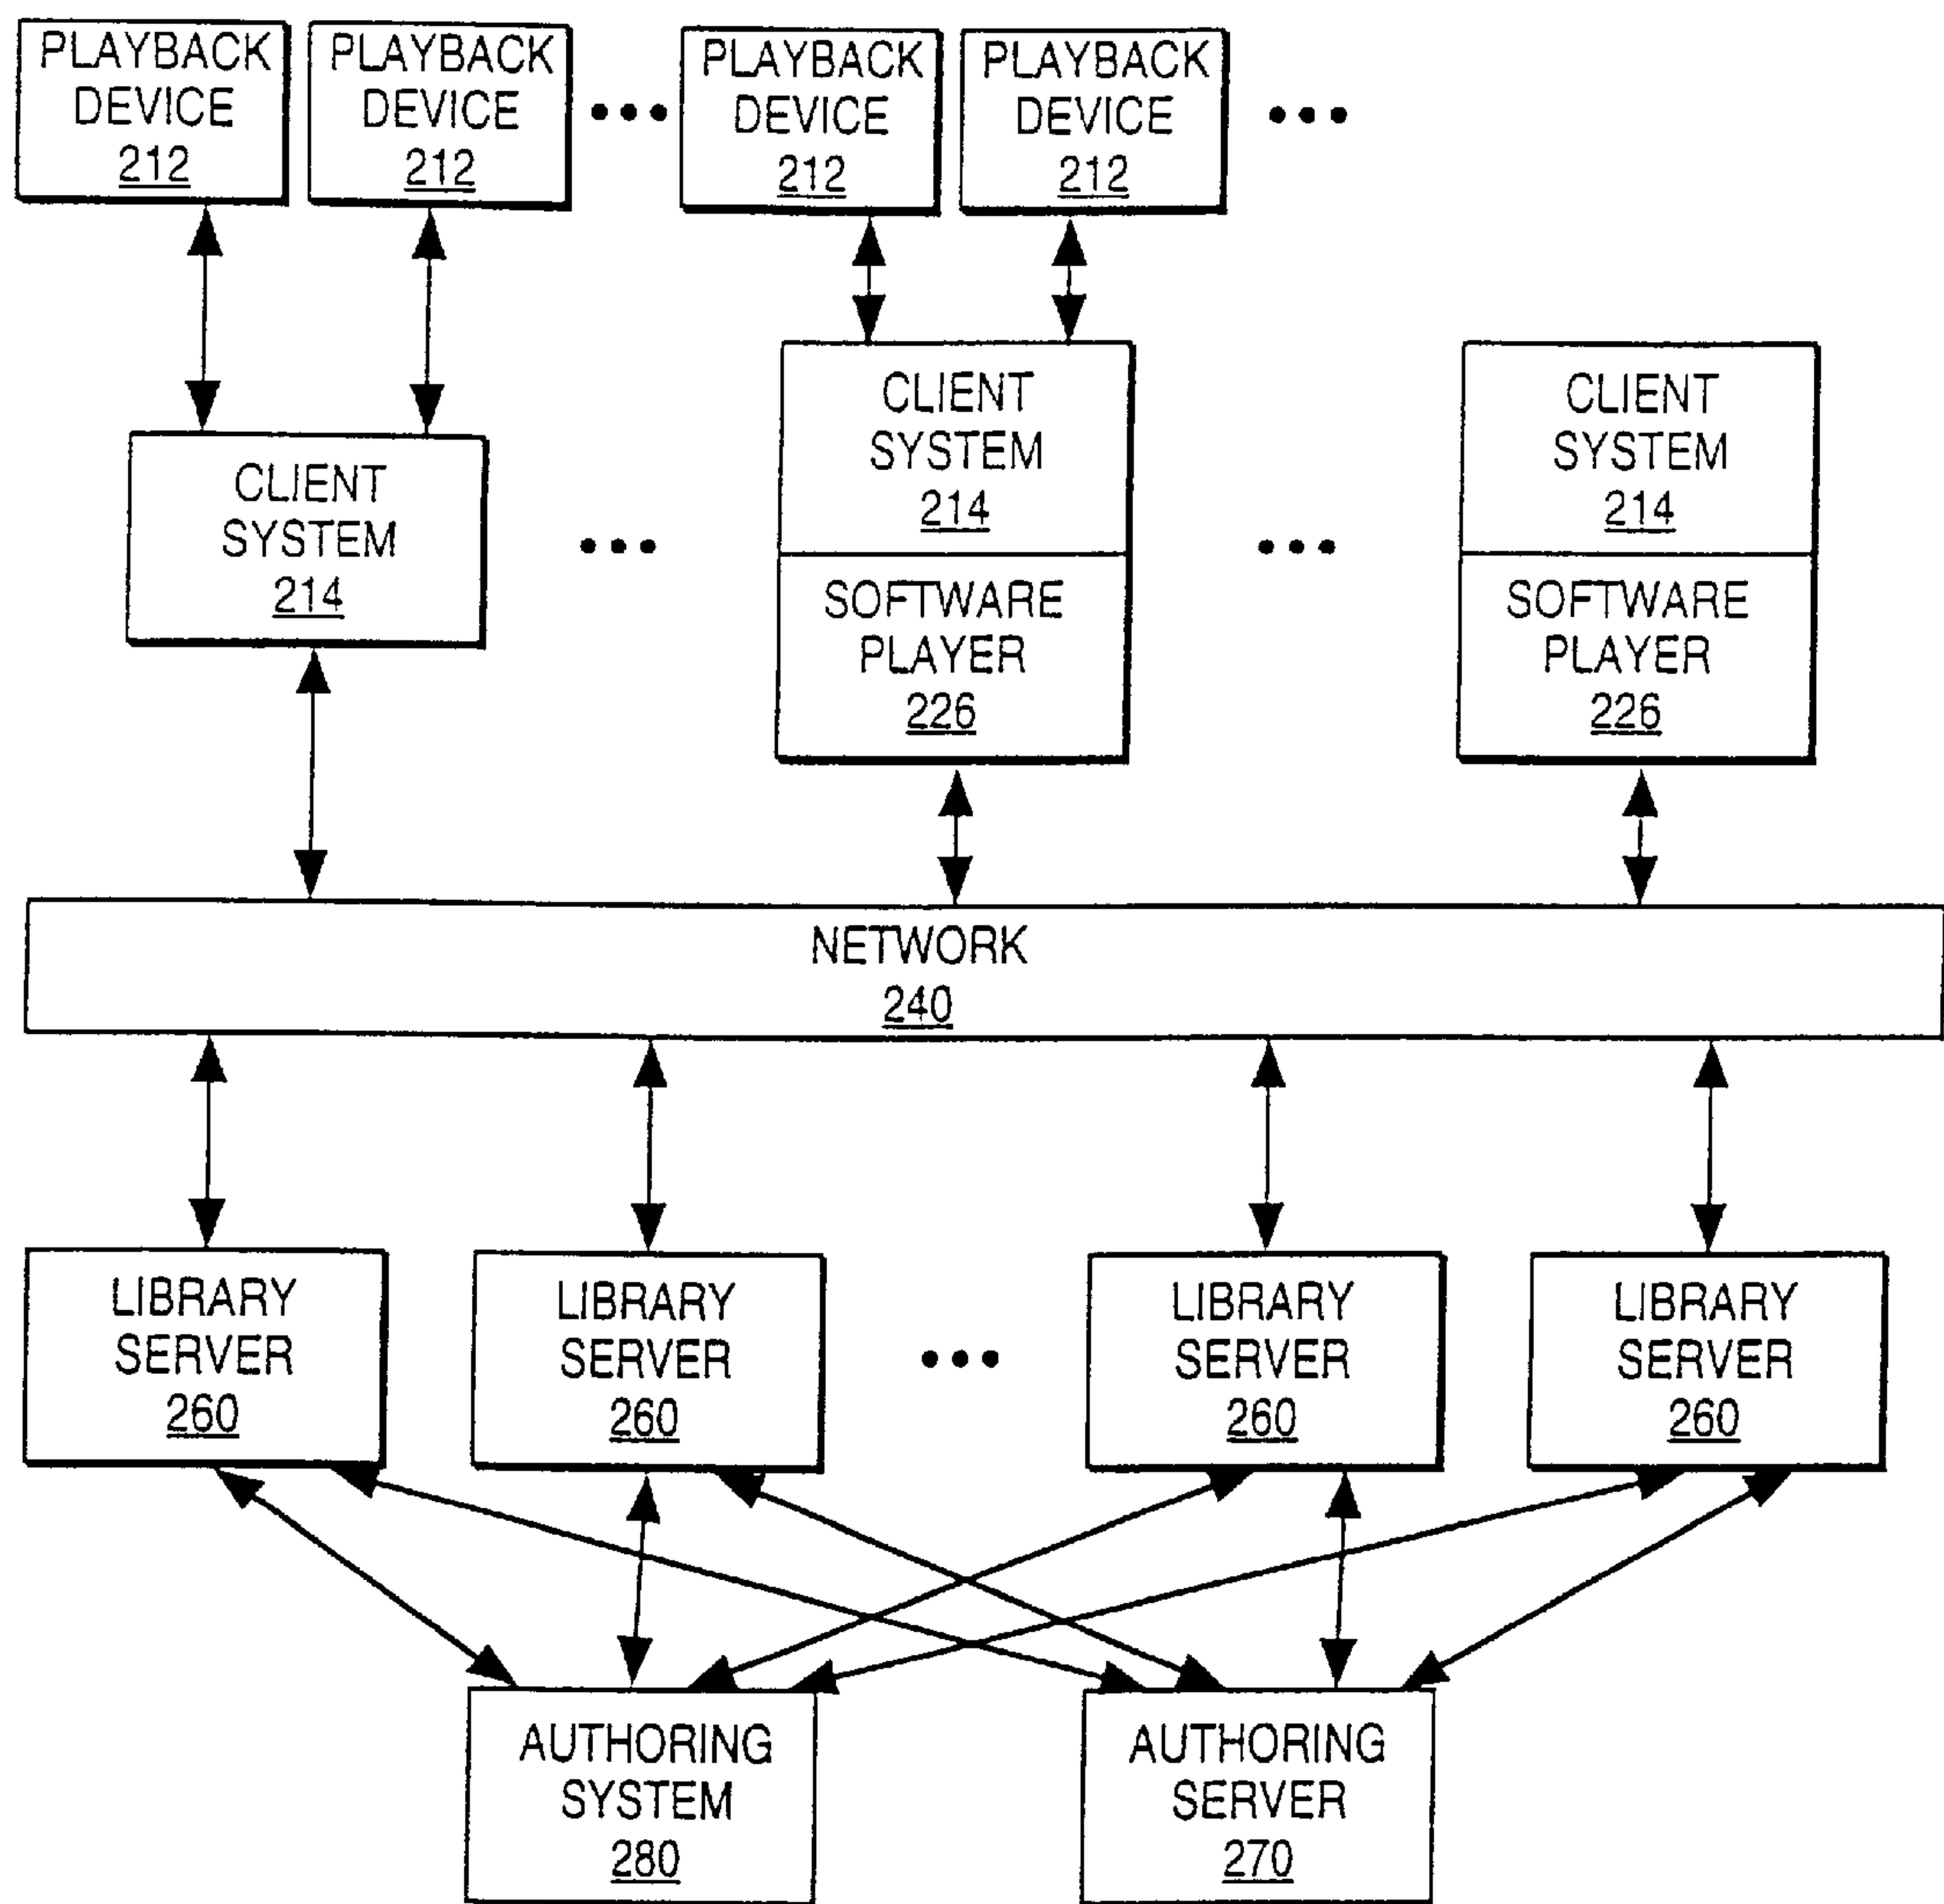 PLAYBACK
DEVICE
212
PLAYBACK
DEVICE
212
PLAYBACK
DEVICE
212
PLAYBACK
DEVICE
212
CLIENT
SYSTEM
214
CLIENT
SYSTEM
214
SOFTWARE
PLAYER
226
CLIENT
SYSTEM
214
SOFTWARE
PLAYER
226
NETWORK
240
LIBRARY
SERVER
260
LIBRARY
SERVER
260
LIBRARY
SERVER
260
LIBRARY
SERVER
260
AUTHORING
SYSTEM
280
AUTHORING
SERVER
270